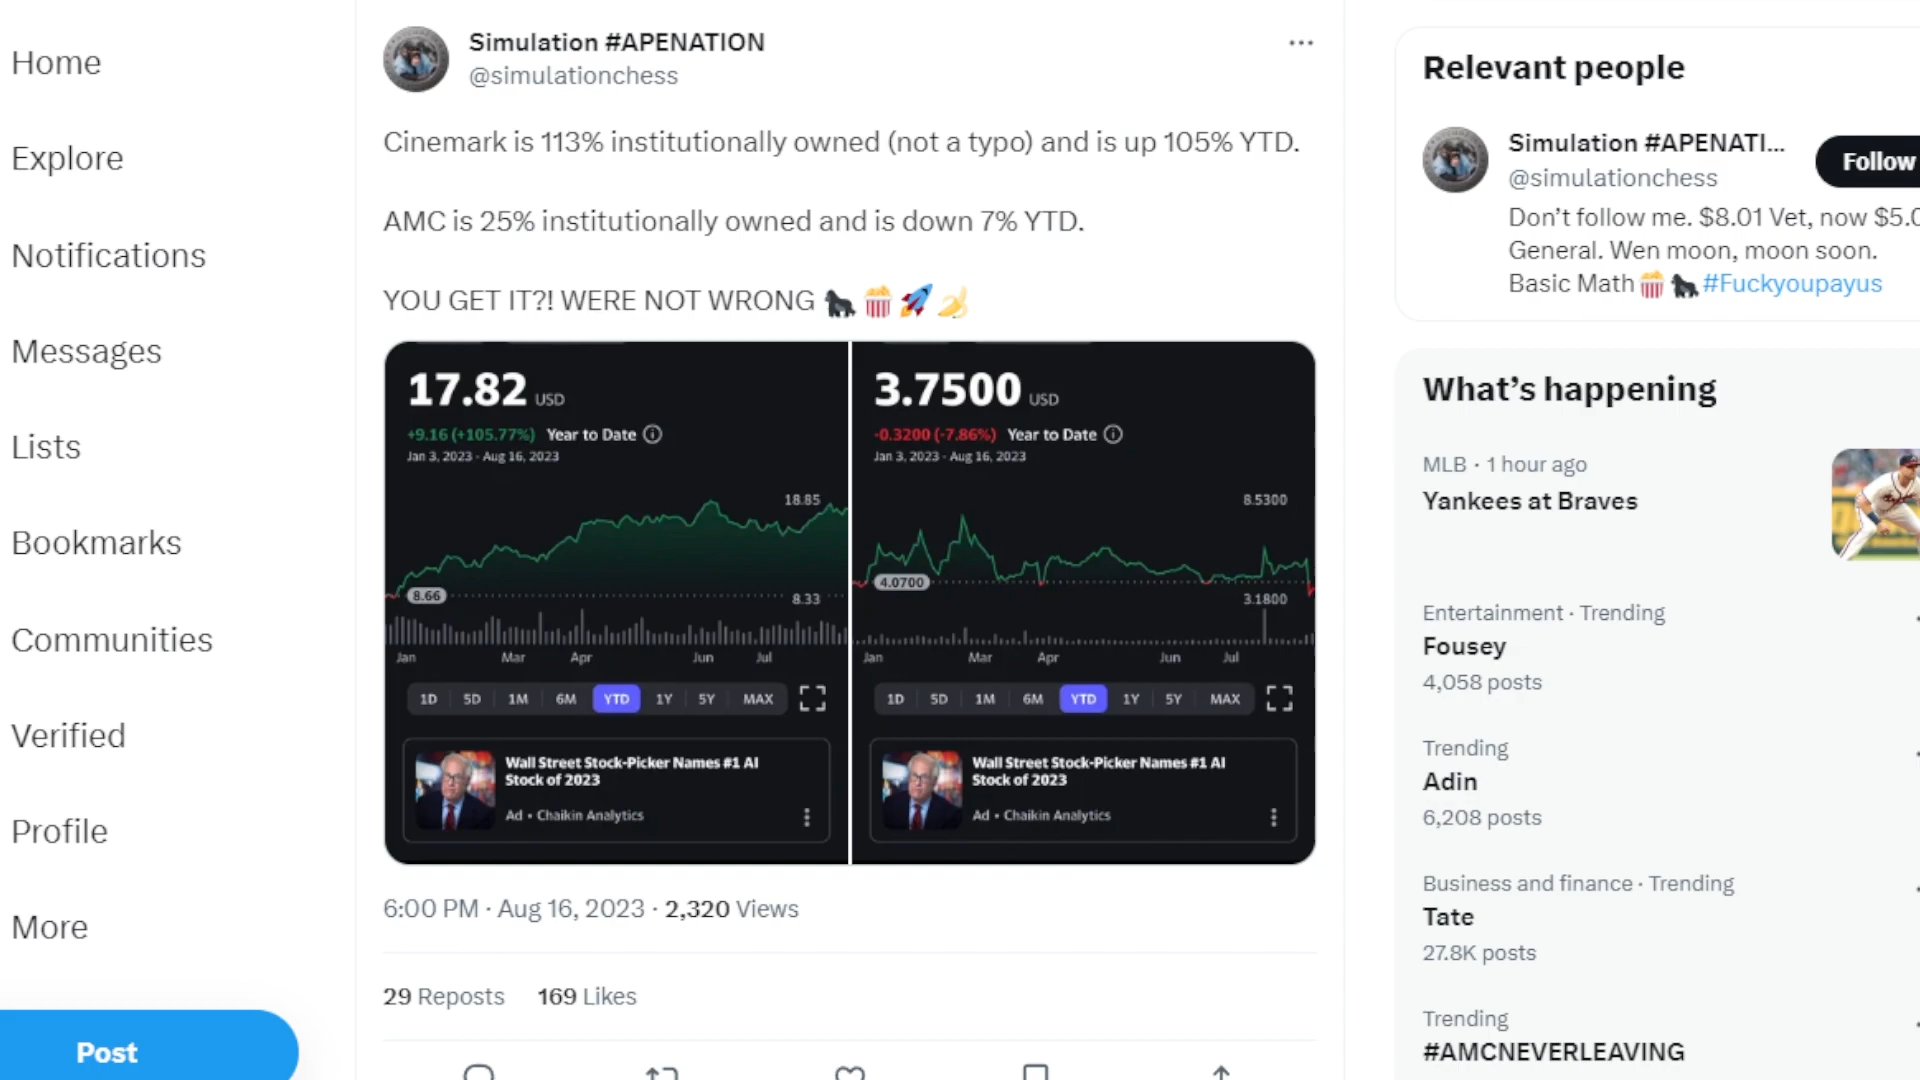 Home
Explore
Notifications
Messages
Lists
Bookmarks
Communities
Verified
Profile
More
Post
Simulation #APENATION
@simulationchess
Cinemark is 113% institutionally owned (not a typo) and is up 105% YTD.
AMC is 25% institutionally owned and is down 7% YTD.
YOU GET IT?! WERE NOT WRONG 🦍🍿🚀🍌
17.82 USD
+9.16 (+105.77%) Year to Date
Jan 3, 2023 - Aug 16, 2023
18.85
8.66
8.33
Jan Mar Apr Jun Jul
1D 5D 1M 6M YTD 1Y 5Y MAX
Wall Street Stock-Picker Names #1 AI
Stock of 2023
Ad • Chaikin Analytics
3.7500 USD
-0.3200 (-7.86%) Year to Date
Jan 3, 2023 - Aug 16, 2023
8.5300
4.0700
3.1800
Jan Mar Apr Jun Jul
1D 5D 1M 6M YTD 1Y 5Y MAX
Wall Street Stock-Picker Names #1 AI
Stock of 2023
Ad • Chaikin Analytics
6:00 PM · Aug 16, 2023 · 2,320 Views
29 Reposts 169 Likes
Relevant people
Simulation #APENATI...
@simulationchess
Follow
Don’t follow me. $8.01 Vet, now $5.0
General. Wen moon, moon soon.
Basic Math🍿🦍#Fuckyoupayus
What’s happening
MLB · 1 hour ago
Yankees at Braves
Entertainment · Trending
Fousey
4,058 posts
Trending
Adin
6,208 posts
Business and finance · Trending
Tate
27.8K posts
Trending
#AMCNEVERLEAVING